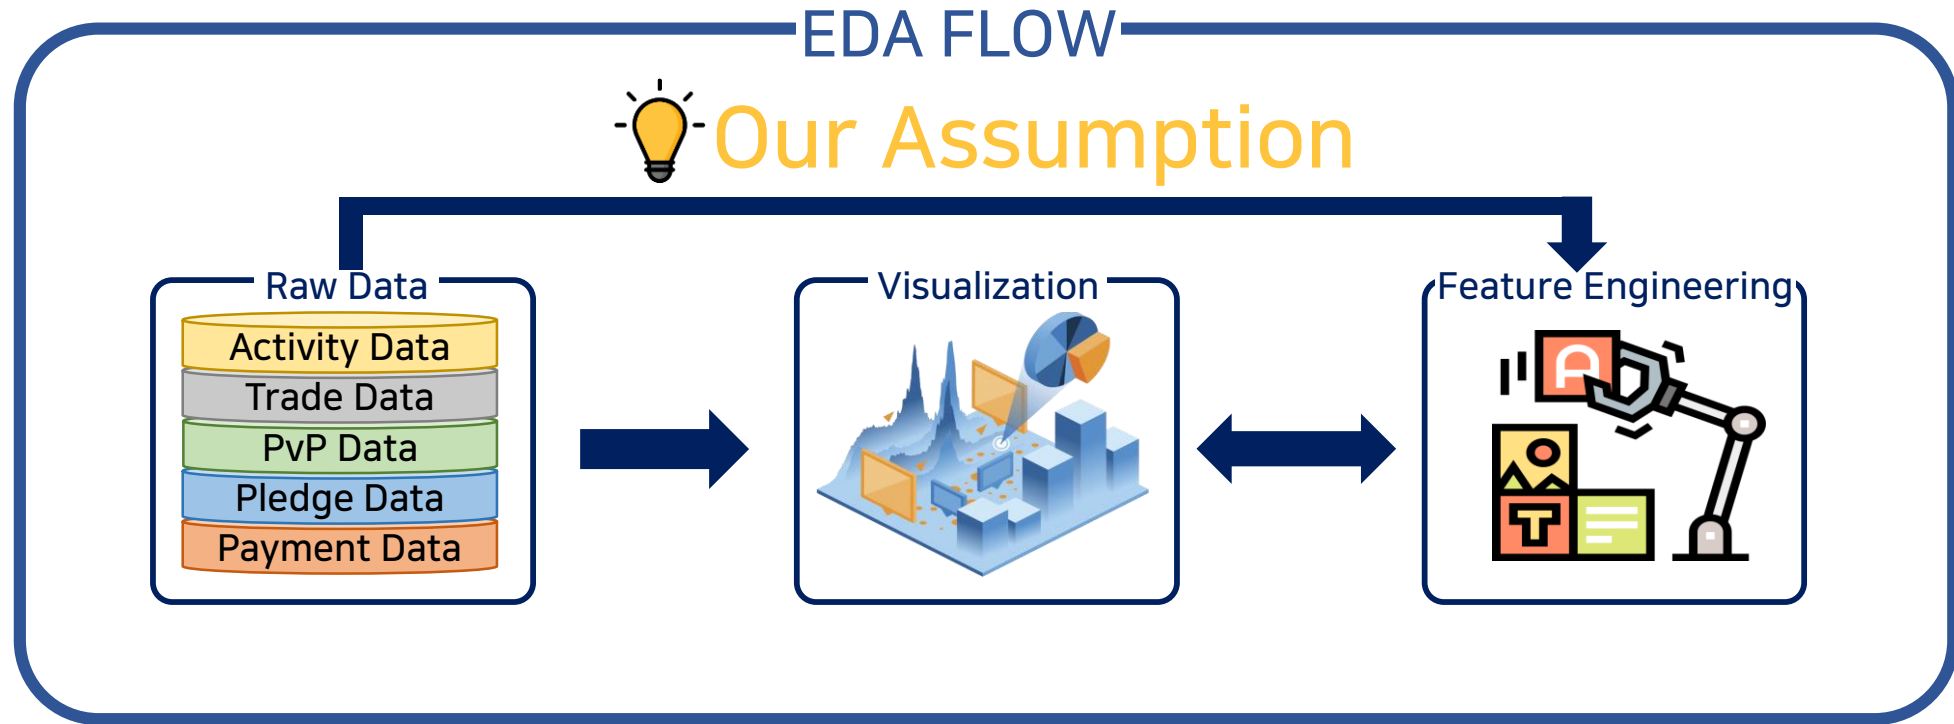 EDA FLOW
Our Assumption
Raw Data
Activity Data
Trade Data
PvP Data
Pledge Data
Payment Data
Visualization
Feature Engineering
A
T